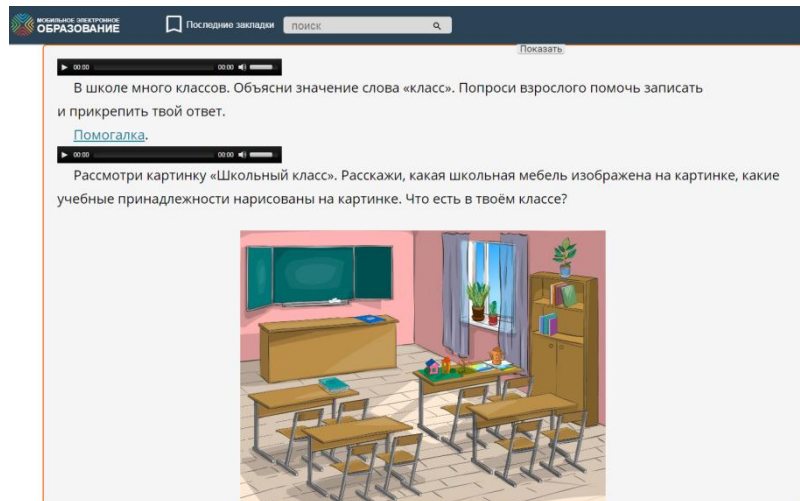 МОБИЛЬНОЕ ЭЛЕКТРОННОЕ
ОБРАЗОВАНИЕ
Последние закладки
поиск
Показать
00:00 00:00
В школе много классов. Объясни значение слова «класс». Попроси взрослого помочь записать
и прикрепить твой ответ.
Помогалка.
00:00 00:00
Рассмотри картинку «Школьный класс». Расскажи, какая школьная мебель изображена на картинке, какие
учебные принадлежности нарисованы на картинке. Что есть в твоём классе?